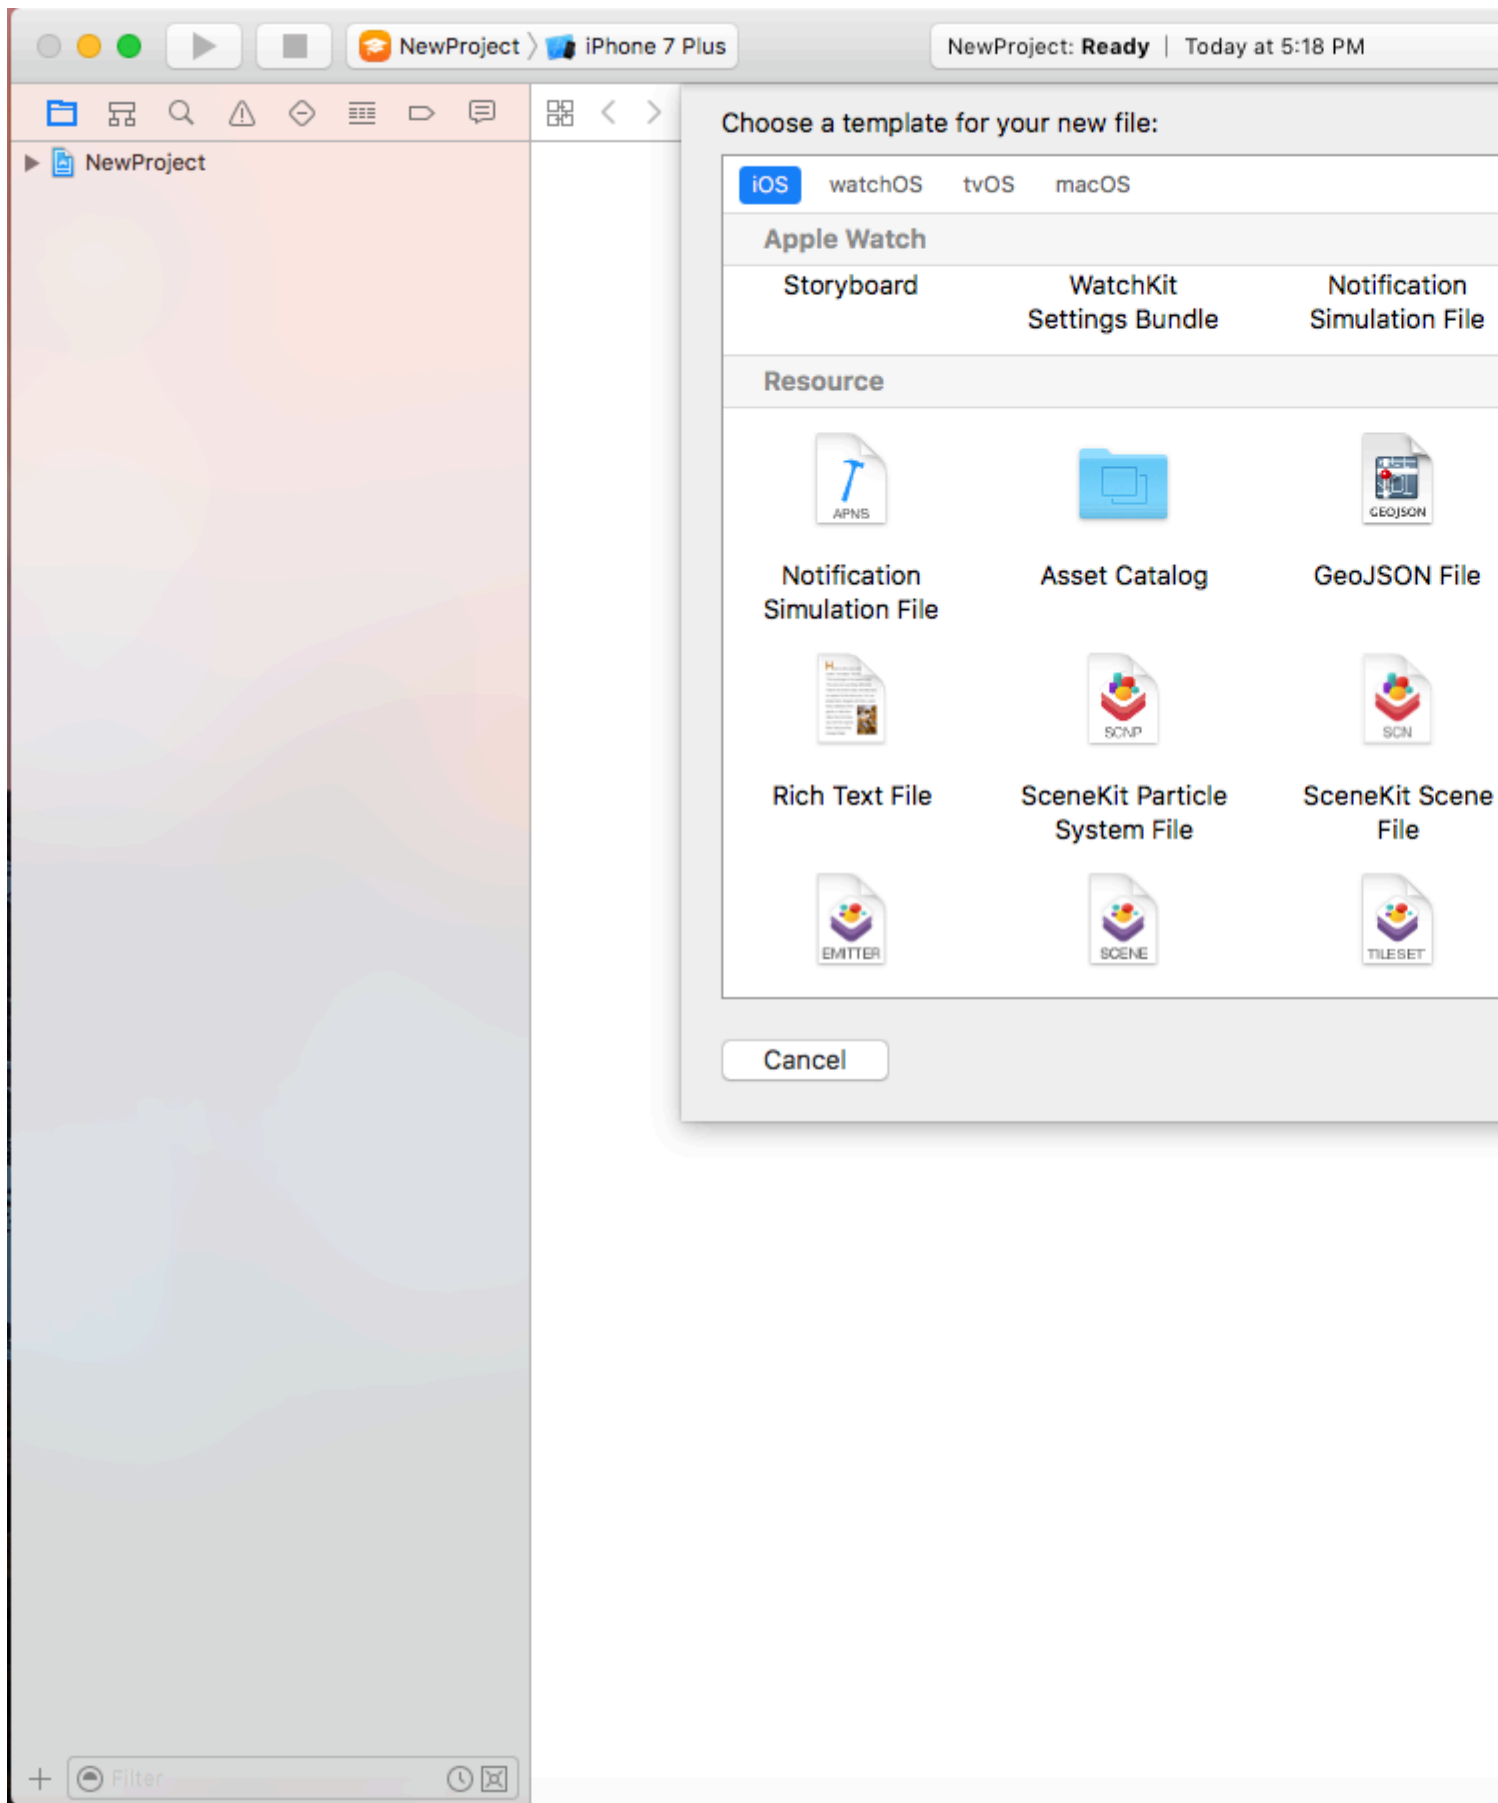 NewProject iPhone 7 Plus NewProject: Ready | Today at 5:18 PM
Choose a template for your new file:
NewProject
iOS watchOS tvOS macOS
Apple Watch
Storyboard WatchKit Notification
Settings Bundle Simulation File
Resource
APNS GEOJSON
Notification Asset Catalog GeoJSON File
Simulation File
SCNP SCN
Rich Text File SceneKit Particle SceneKit Scene
System File File
EMITTER SCENE TILESET
Cancel
Filter